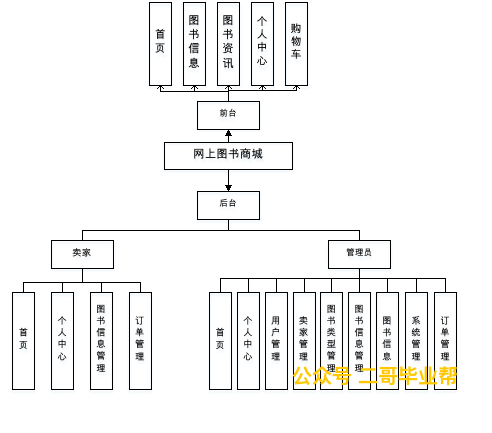 首页
图书信息
图书资讯
个人中心
购物车
前台
网上图书商城
后台
卖家
管理员
首页
个人中心
图书信息管理
订单管理
首页
个人中心
用户管理
卖家管理
图书类型管理
图书信息管理
图书信息
系统管理
订单管理
公众号 二哥毕业帮